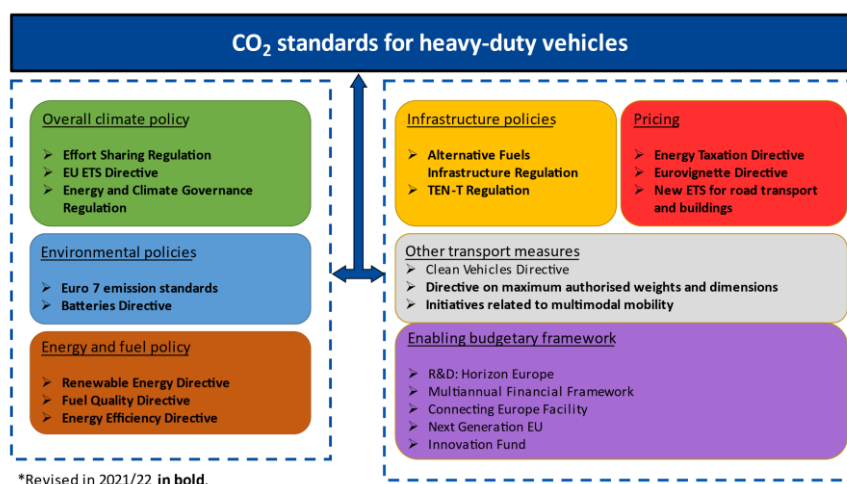 CO₂ standards for heavy-duty vehicles
Overall climate policy
➢ Effort Sharing Regulation
➢ EU ETS Directive
➢ Energy and Climate Governance
Regulation
Environmental policies
➢ Euro 7 emission standards
➢ Batteries Directive
Energy and fuel policy
➢ Renewable Energy Directive
➢ Fuel Quality Directive
➢ Energy Efficiency Directive
Infrastructure policies
➢ Alternative Fuels
Infrastructure Regulation
➢ TEN-T Regulation
Pricing
➢ Energy Taxation Directive
➢ Eurovignette Directive
➢ New ETS for road transport
and buildings
Other transport measures
➢ Clean Vehicles Directive
➢ Directive on maximum authorised weights and dimensions
➢ Initiatives related to multimodal mobility
Enabling budgetary framework
➢ R&D: Horizon Europe
➢ Multiannual Financial Framework
➢ Connecting Europe Facility
➢ Next Generation EU
➢ Innovation Fund
*Revised in 2021/22 in bold.